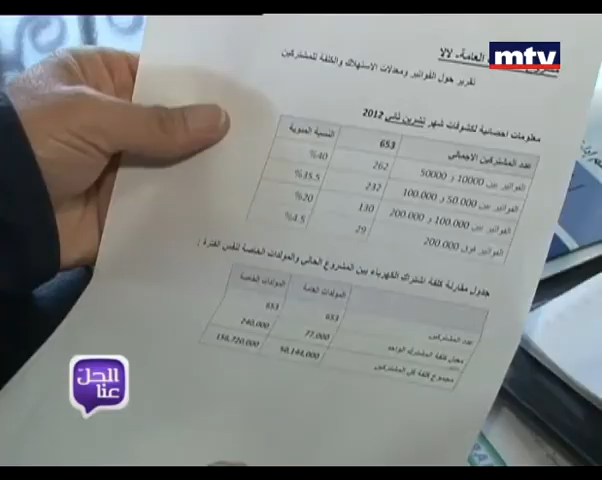 mtv
العامة، لالا
تقرير حول الفواتير ومعدلات الاستهلاك والكلفة للمشتركين
معلومات احصائية لكشوفات شهر تشرين ثاني 2012
عدد المشتركين الاجمالي 653 النسبة المئوية
الفواتير بين 10000 و 50000 262 %40
الفواتير بين 50.000 و 100.000 232 %35.5
الفواتير بين 100.000 و 200.000 130 %20
الفواتير فوق 200.000 29 %4.5
جدول مقارنة كلفة اشتراك الكهرباء بين المشروع الحالي والمولدات الخاصة لنفس الفترة :
المولدات العامة المولدات الخاصة
عدد المشتركين 653 653
معدل كلفة المشترك الواحد 77,000 240,000
مجموع كلفة كل المشتركين 50,144,000 156,720,000
الحل
عنا